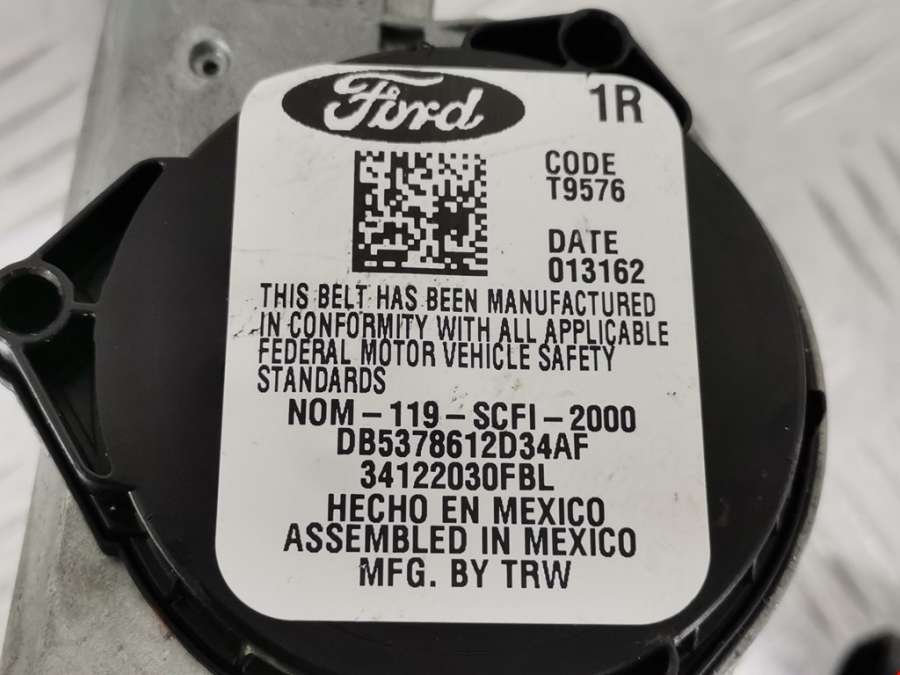 Ford
1R
CODE
T9576
DATE
013162
THIS BELT HAS BEEN MANUFACTURED
IN CONFORMITY WITH ALL APPLICABLE
FEDERAL MOTOR VEHICLE SAFETY
STANDARDS
NOM-119-SCFI-2000
DB5378612D34AF
34122030FBL
HECHO EN MEXICO
ASSEMBLED IN MEXICO
MFG. BY TRW